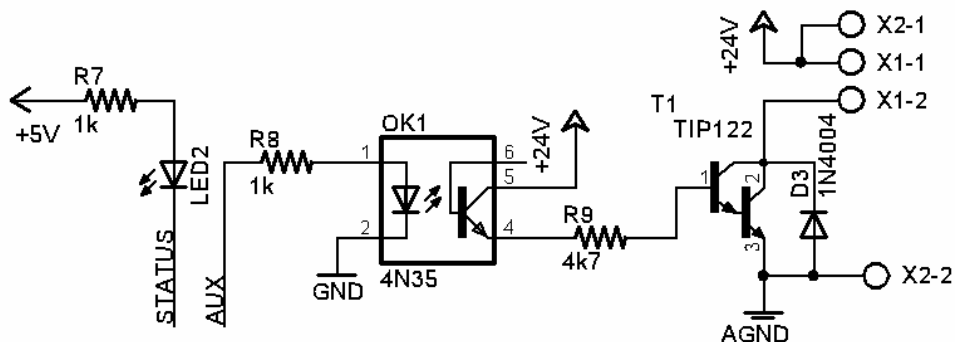 +24V
X2-1
X1-1
X1-2
R7
1k
+5V
LED2
STATUS
R8
1k
AUX
OK1
1
2
6
5
4
4N35
GND
+24V
R9
4k7
T1
TIP122
1
2
3
D3
1N4004
X2-2
AGND